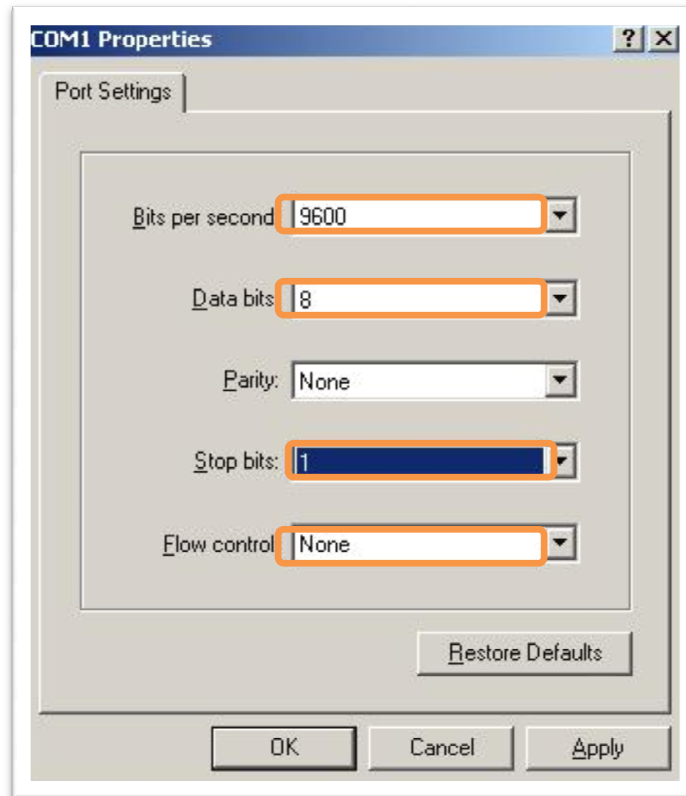 COM1 Properties
Port Settings
Bits per second 9600
Data bits 8
Parity: None
Stop bits: 1
Flow control None
Restore Defaults
OK Cancel Apply